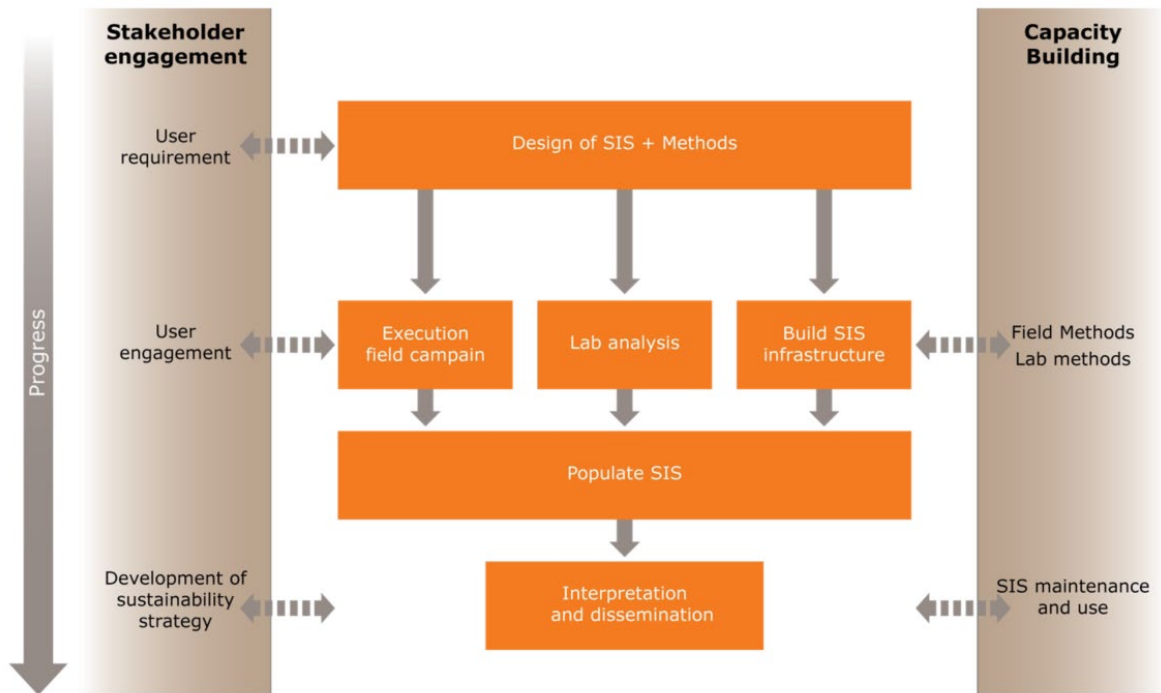 Stakeholder
engagement
Capacity
Building
User
requirement
Design of SIS + Methods
Progress
User
engagement
Execution
field campain
Lab analysis
Build SIS
infrastructure
Field Methods
Lab methods
Populate SIS
Development of
sustainability
strategy
Interpretation
and dissemination
SIS maintenance
and use